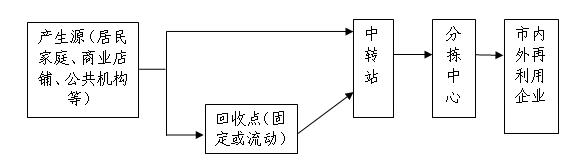 产生源（居民
家庭、商业店
铺、公共机构
等）
回收点（固
定或流动）
中
转
站
分
拣
中
心
市内
外再
利用
企业